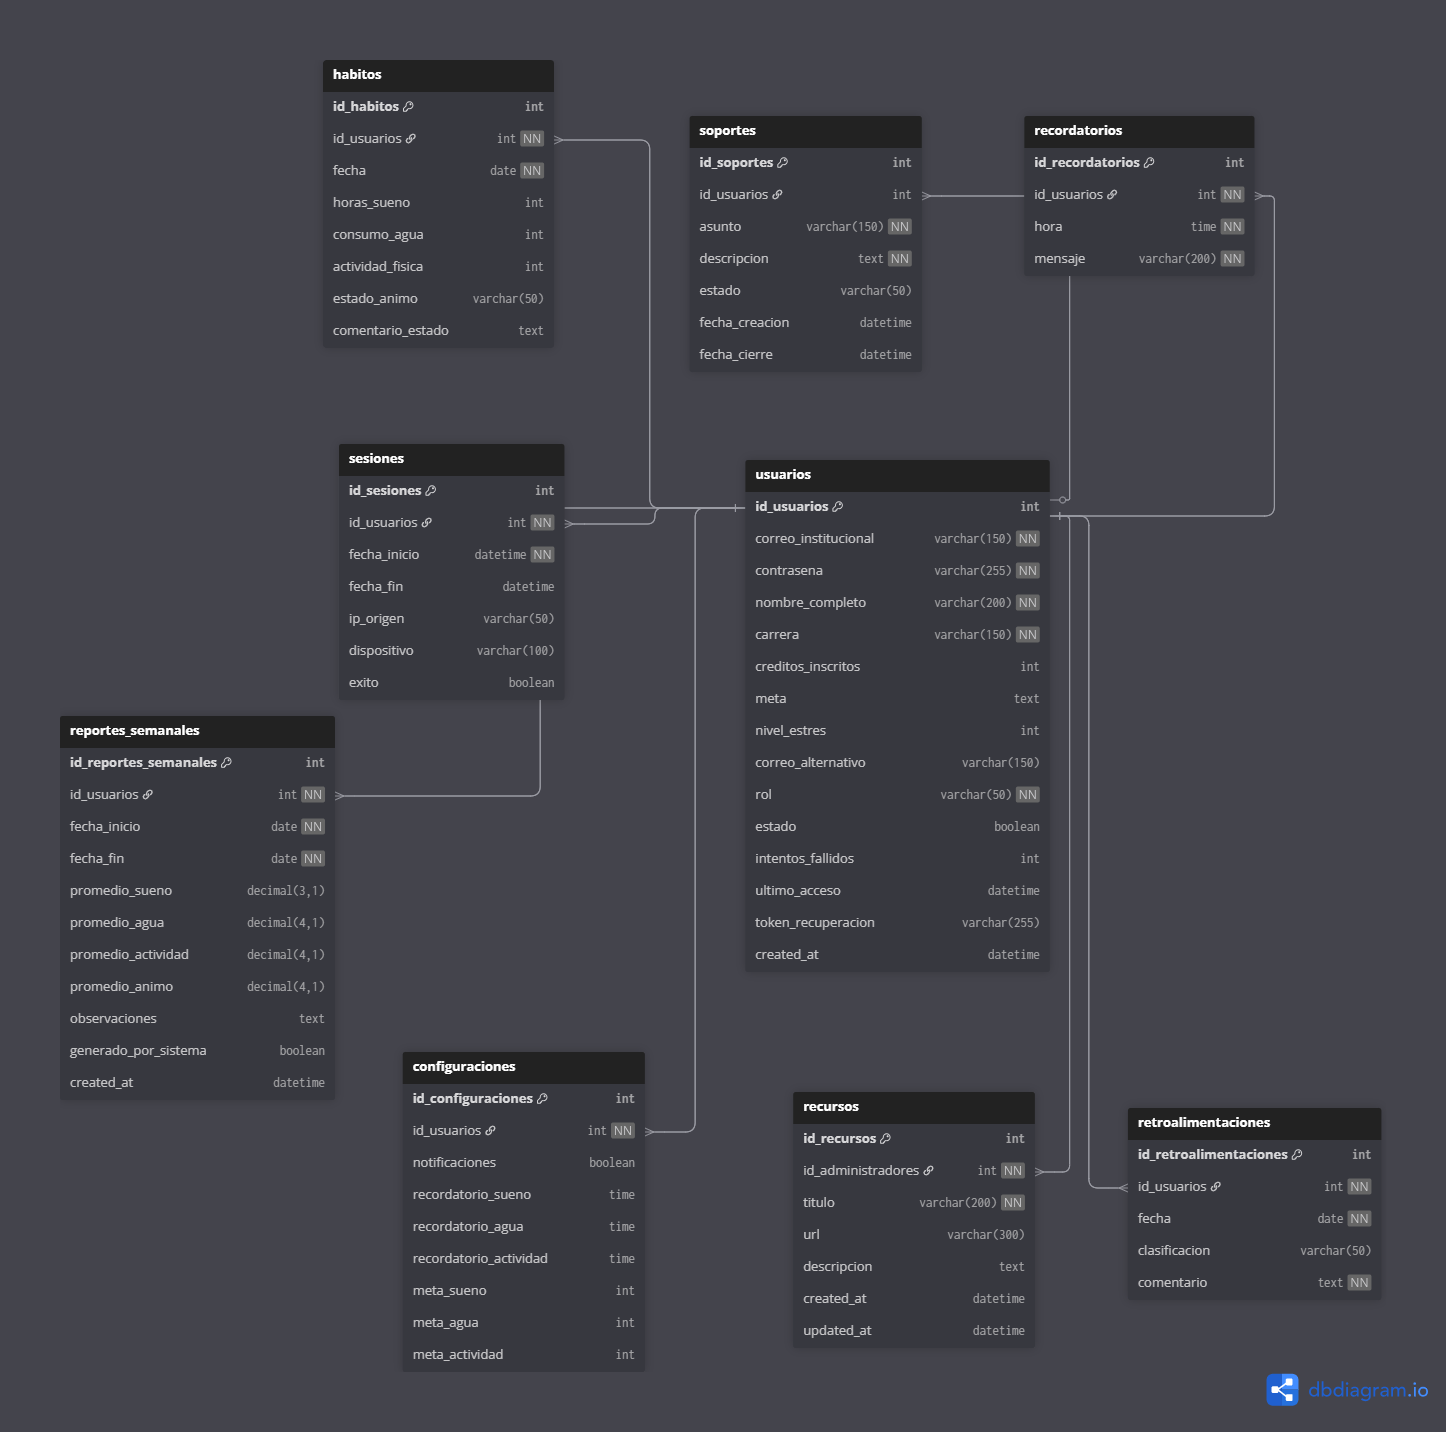 habitos
id_habitos int
id_usuarios int NN
fecha date NN
horas_sueno int
consumo_agua int
actividad_fisica int
estado_animo varchar(50)
comentario_estado text
soportes
id_soportes int
id_usuarios int
asunto varchar(150) NN
descripcion text NN
estado varchar(50)
fecha_creacion datetime
fecha_cierre datetime
recordatorios
id_recordatorios int
id_usuarios int NN
hora time NN
mensaje varchar(200) NN
sesiones
id_sesiones int
id_usuarios int NN
fecha_inicio datetime NN
fecha_fin datetime
ip_origen varchar(50)
dispositivo varchar(100)
exito boolean
usuarios
id_usuarios int
correo_institucional varchar(150) NN
contrasena varchar(255) NN
nombre_completo varchar(200) NN
carrera varchar(150) NN
creditos_inscritos int
meta text
nivel_estres int
correo_alternativo varchar(150)
rol varchar(50) NN
estado boolean
intentos_fallidos int
ultimo_acceso datetime
token_recuperacion varchar(255)
created_at datetime
reportes_semanales
id_reportes_semanales int
id_usuarios int NN
fecha_inicio date NN
fecha_fin date NN
promedio_sueno decimal(3,1)
promedio_agua decimal(4,1)
promedio_actividad decimal(4,1)
promedio_animo decimal(4,1)
observaciones text
generado_por_sistema boolean
created_at datetime
configuraciones
id_configuraciones int
id_usuarios int NN
notificaciones boolean
recordatorio_sueno time
recordatorio_agua time
recordatorio_actividad time
meta_sueno int
meta_agua int
meta_actividad int
recursos
id_recursos int
id_administradores int NN
titulo varchar(200) NN
url varchar(300)
descripcion text
created_at datetime
updated_at datetime
retroalimentaciones
id_retroalimentaciones int
id_usuarios int NN
fecha date NN
clasificacion varchar(50)
comentario text NN
dbdiagram.io